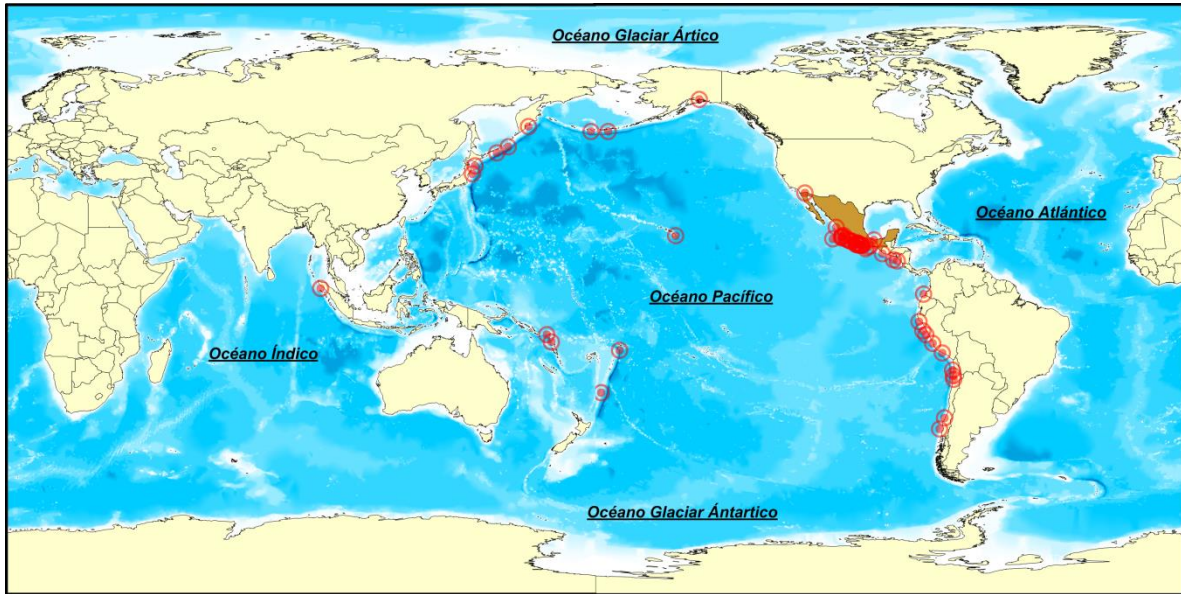 Océano Glaciar Ártico
Océano Atlántico
Océano Pacífico
Océano Índico
Océano Glaciar Ántartico